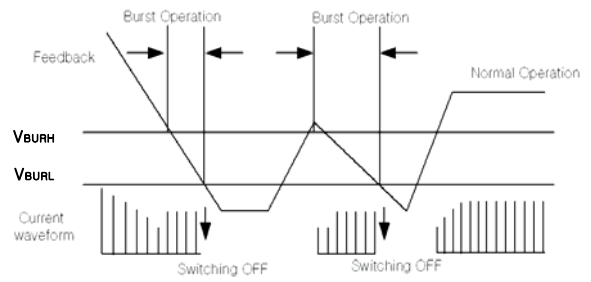 Burst Operation
Burst Operation
Feedback
Normal Operation
VBURH
VBURL
Current
waveform
Switching OFF
Switching OFF